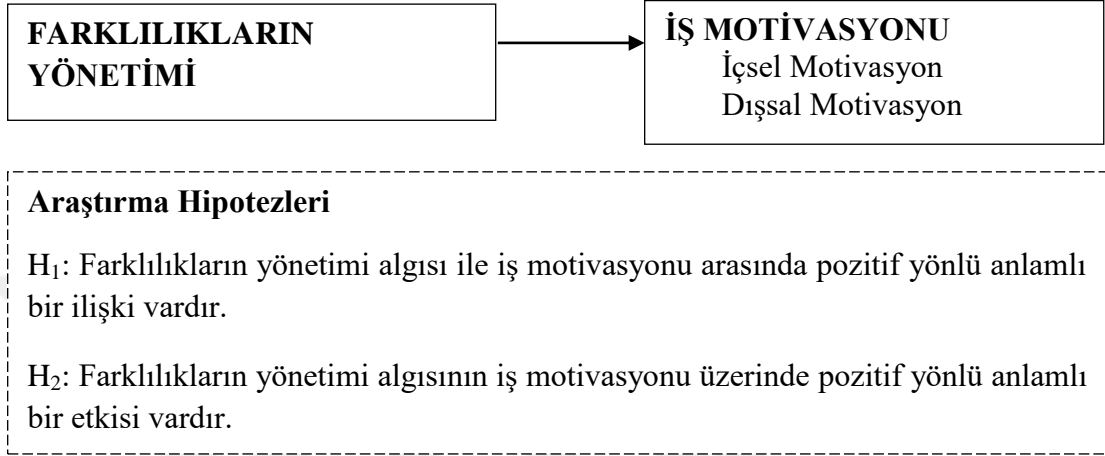 FARKLILIKLARIN
YÖNETİMİ
İŞ MOTİVASYONU
İçsel Motivasyon
Dışsal Motivasyon
Araştırma Hipotezleri
H₁: Farklılıkların yönetimi algısı ile iş motivasyonu arasında pozitif yönlü anlamlı
bir ilişki vardır.
H₂: Farklılıkların yönetimi algısının iş motivasyonu üzerinde pozitif yönlü anlamlı
bir etkisi vardır.